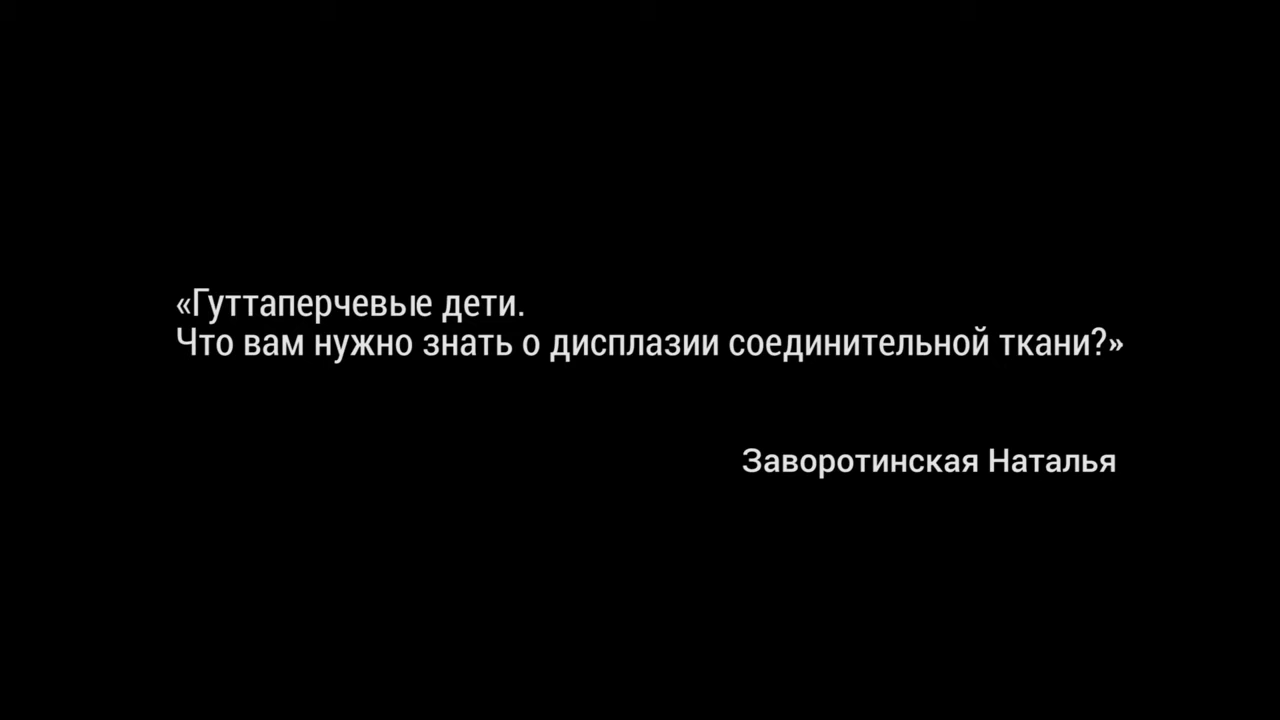 «Гуттаперчевые дети.
Что вам нужно знать о дисплазии соединительной ткани?»
Заворотинская Наталья